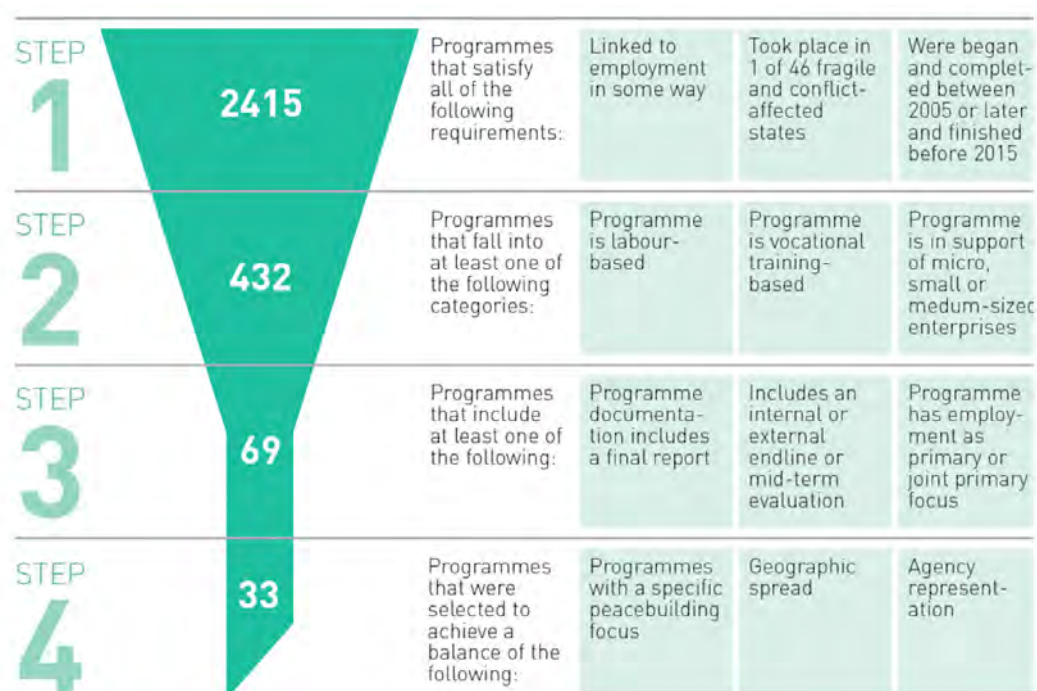 STEP
1
2415
Programmes
that satisfy
all of the
following
requirements:
Linked to
employment
in some way
Took place in
1 of 46 fragile
and conflict-
affected
states
Were began
and complet-
ed between
2005 or later
and finished
before 2015
STEP
2
432
Programmes
that fall into
at least one of
the following
categories:
Programme
is labour-
based
Programme
is vocational
training-
based
Programme
is in support
of micro,
small or
medum-sized
enterprises
STEP
3
69
Programmes
that include
at least one of
the following:
Programme
documenta-
tion includes
a final report
Includes an
internal or
external
endline or
mid-term
evaluation
Programme
has employ-
ment as
primary or
joint primary
focus
STEP
4
33
Programmes
that were
selected to
achieve a
balance of the
following:
Programmes
with a specific
peacebuilding
focus
Geographic
spread
Agency
represent-
ation